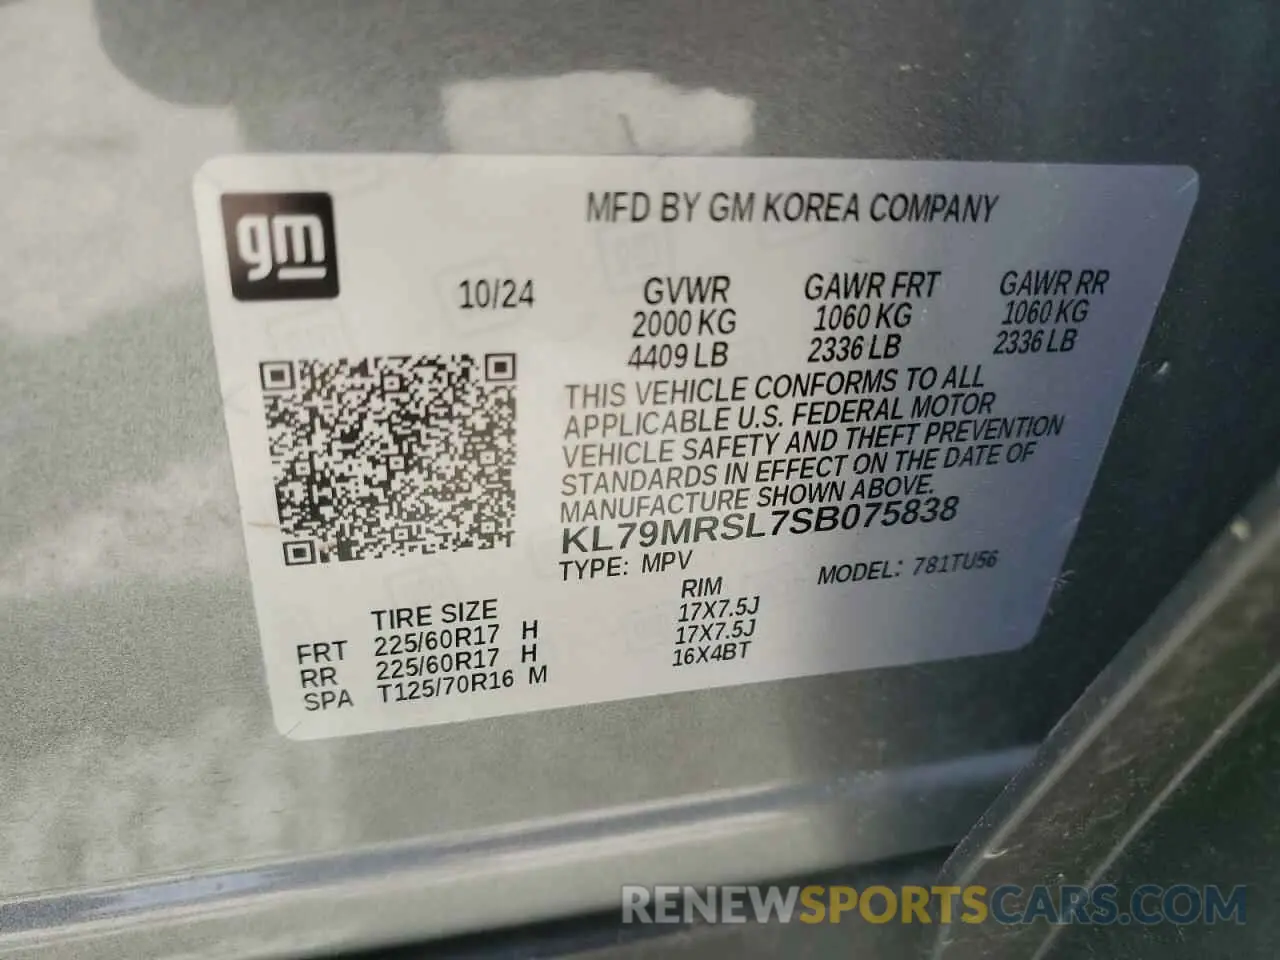 gm
MFD BY GM KOREA COMPANY
10/24
GVWR GAWR FRT GAWR RR
2000 KG 1060 KG 1060 KG
4409 LB 2336 LB 2336 LB
THIS VEHICLE CONFORMS TO ALL
APPLICABLE U.S. FEDERAL MOTOR
VEHICLE SAFETY AND THEFT PREVENTION
STANDARDS IN EFFECT ON THE DATE OF
MANUFACTURE SHOWN ABOVE.
KL79MRSL7SB075838
TYPE: MPV MODEL: 781TU56
TIRE SIZE RIM
FRT 225/60R17 H 17X7.5J
RR 225/60R17 H 17X7.5J
SPA T125/70R16 M 16X4BT
RENEWSPORTSCARS.COM